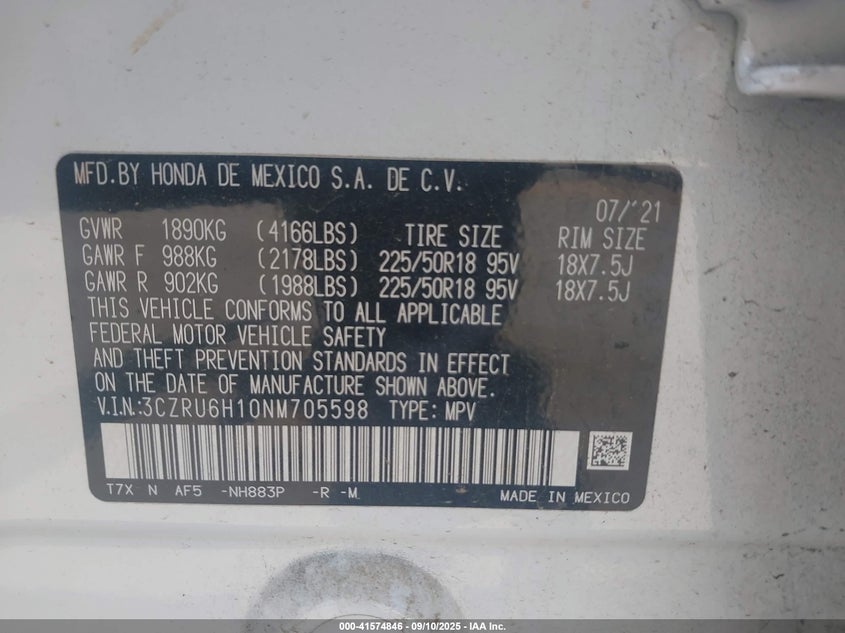 MFD.BY HONDA DE MEXICO S.A. DE C.V.
07/'21
GVWR 1890KG (4166LBS) TIRE SIZE RIM SIZE
GAWR F 988KG (2178LBS) 225/50R18 95V 18X7.5J
GAWR R 902KG (1988LBS) 225/50R18 95V 18X7.5J
THIS VEHICLE CONFORMS TO ALL APPLICABLE
FEDERAL MOTOR VEHICLE SAFETY
AND THEFT PREVENTION STANDARDS IN EFFECT
ON THE DATE OF MANUFACTURE SHOWN ABOVE.
V.I.N.:3CZRU6H10NM705598 TYPE: MPV
T7X N AF5 -NH883P -R -M MADE IN MEXICO
000-41574846 - 09/10/2025 - IAA Inc.